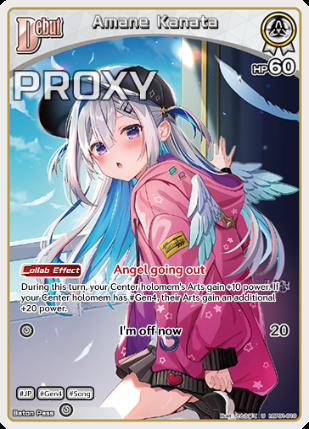 Debut
Amane Kanata
HP 60
PROXY
Collab Effect
Angel going out
During this turn, your Center holomem's Arts gain +10 power. If
your Center holomem has #Gen4, their Arts gain an additional
+20 power.
I'm off now
20
#JP #Gen4 #Song
Baton Pass